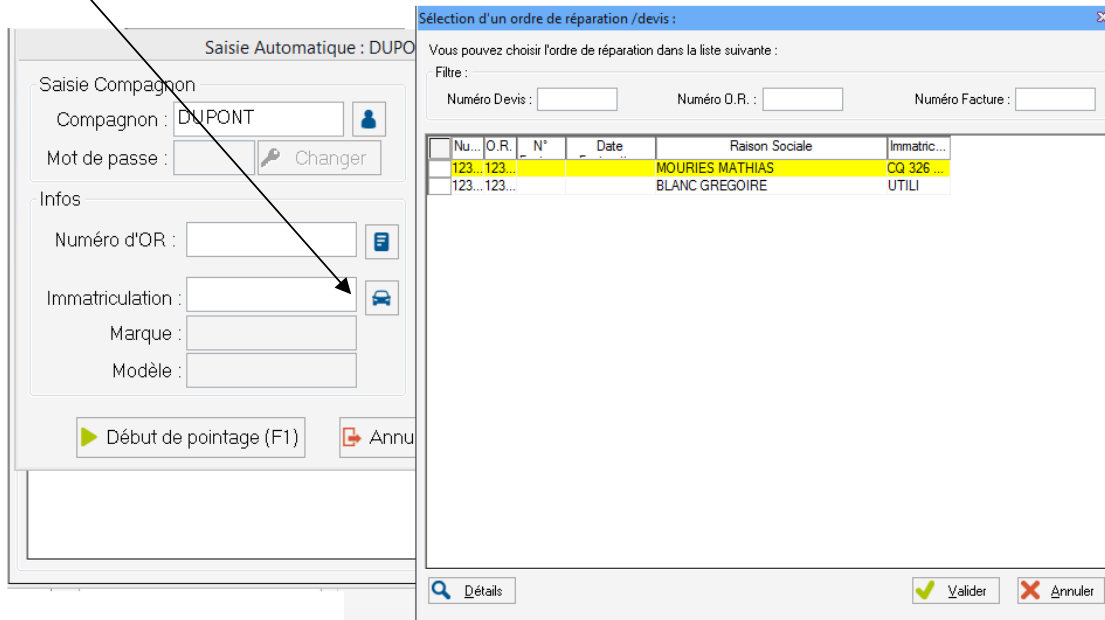 Saisie Automatique : DUPO
Saisie Compagnon
Compagnon : DUPONT
Mot de passe : Changer
Infos
Numéro d'OR :
Immatriculation :
Marque :
Modèle :
Début de pointage (F1) Annu
Sélection d'un ordre de réparation /devis :
Vous pouvez choisir l'ordre de réparation dans la liste suivante :
Filtre :
Numéro Devis : Numéro O.R. : Numéro Facture :
Nu... O.R. N° Date Raison Sociale Immatric...
123... 123... MOURIES MATHIAS CQ 326 ...
123... 123... BLANC GREGOIRE UTILI
Détails Valider Annuler